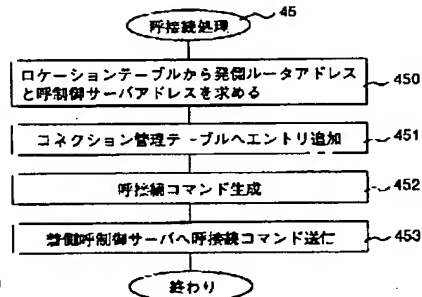 呼接続処理
45
ロケーションテーブルから発側ルータアドレス
と呼制御サーバアドレスを求める
450
コネクション管理テーブルへエントリ追加
451
呼接続コマンド生成
452
着側呼制御サーバへ呼接続コマンド送信
453
終わり